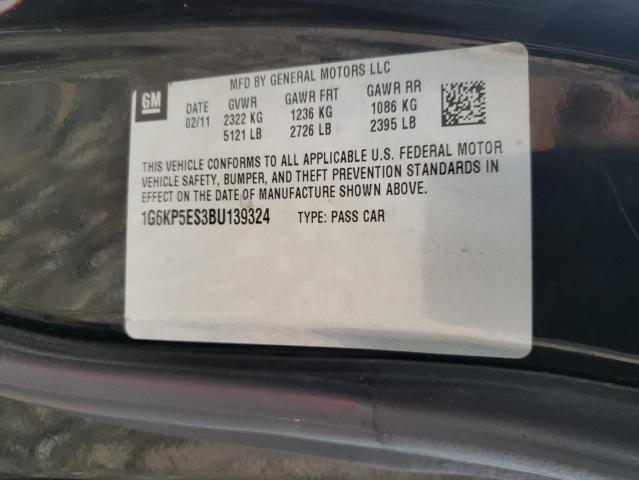 MFD BY GENERAL MOTORS LLC
GM
DATE GVWR GAWR FRT GAWR RR
02/11 2322 KG 1236 KG 1086 KG
5121 LB 2726 LB 2395 LB
THIS VEHICLE CONFORMS TO ALL APPLICABLE U.S. FEDERAL MOTOR
VEHICLE SAFETY, BUMPER, AND THEFT PREVENTION STANDARDS IN
EFFECT ON THE DATE OF MANUFACTURE SHOWN ABOVE.
1G6KP5ES3BU139324 TYPE: PASS CAR